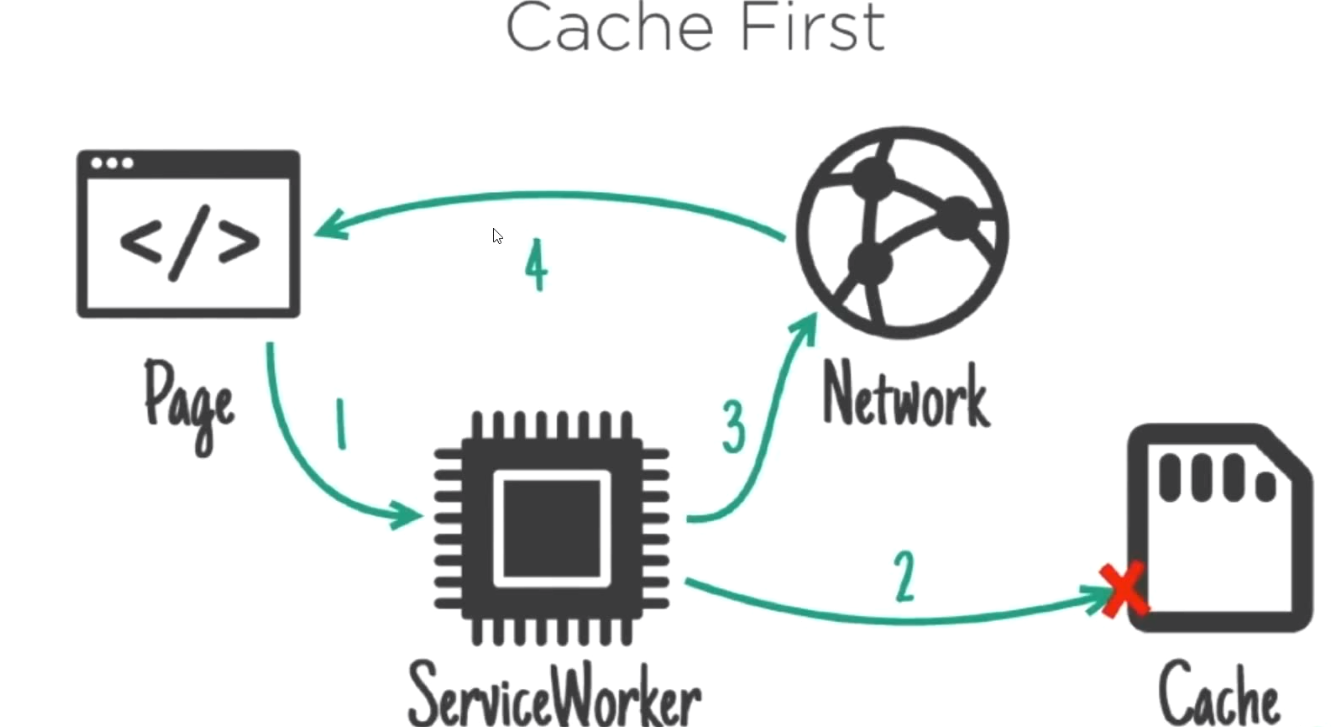 Cache First
</>
4
Page
1
3
Network
2
ServiceWorker
Cache